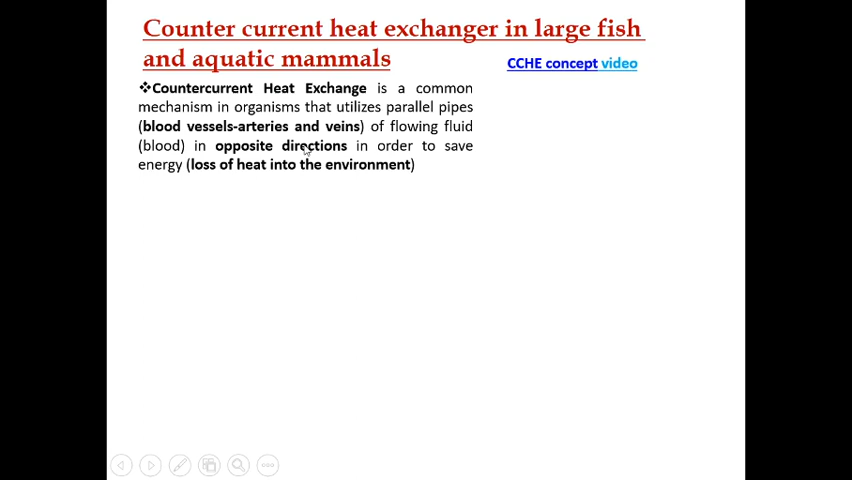 Counter current heat exchanger in large fish
and aquatic mammals
CCHE concept video
❖Countercurrent Heat Exchange is a common
mechanism in organisms that utilizes parallel pipes
(blood vessels-arteries and veins) of flowing fluid
(blood) in opposite directions in order to save
energy (loss of heat into the environment)